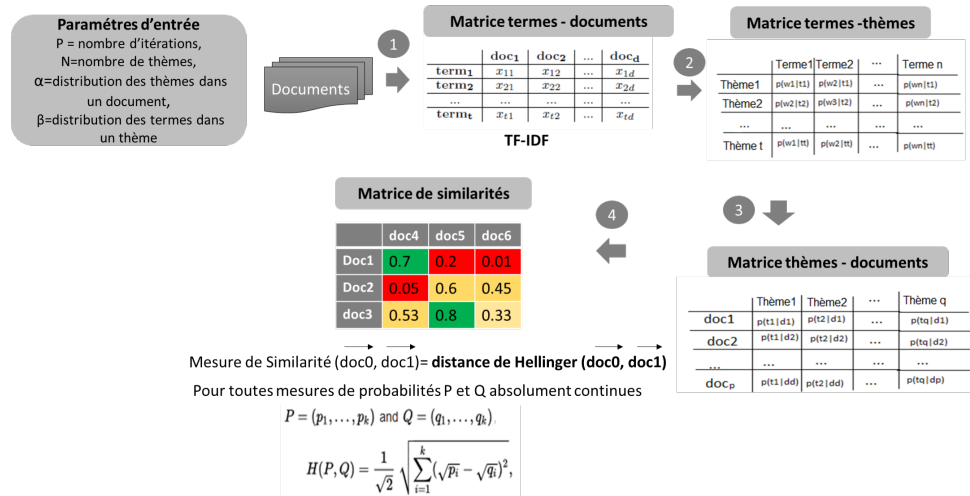 Paramétres d'entrée
P = nombre d'itérations,
N=nombre de thèmes,
α=distribution des thèmes dans
un document,
β=distribution des termes dans
un thème
1
Documents
Matrice termes - documents
doc1 doc2 ... docd
term1 x11 x12 ... x1d
term2 x21 x22 ... x2d
... ... ... ... ...
termt xt1 xt2 ... xtd
TF-IDF
2
Matrice termes -thèmes
Terme1 Terme2 ... Terme n
Thème1 p(w1|t1) p(w2|t1) ... p(wn|t1)
Thème2 p(w2|t2) p(w3|t2) ... p(wn|t2)
... ... ... ... ...
Thème t p(w1|tt) p(w2|tt) ... p(wn|tt)
3
Matrice thèmes - documents
Thème1 Thème2 ... Thème q
doc1 p(t1|d1) p(t2|d1) ... p(tq|d1)
doc2 p(t1|d2) p(t2|d2) ... p(tq|d2)
... ... ... ... ...
docp p(t1|dd) p(t2|dd) ... p(tq|dp)
4
Matrice de similarités
doc4 doc5 doc6
Doc1 0.7 0.2 0.01
Doc2 0.05 0.6 0.45
doc3 0.53 0.8 0.33
Mesure de Similarité (doc0, doc1)= distance de Hellinger (doc0, doc1)
Pour toutes mesures de probabilités P et Q absolument continues
P = (p1,...,pk) and Q = (q1,...,qk).
H(P,Q) = 1/√2 √∑i=1k(√pi − √qi)²,